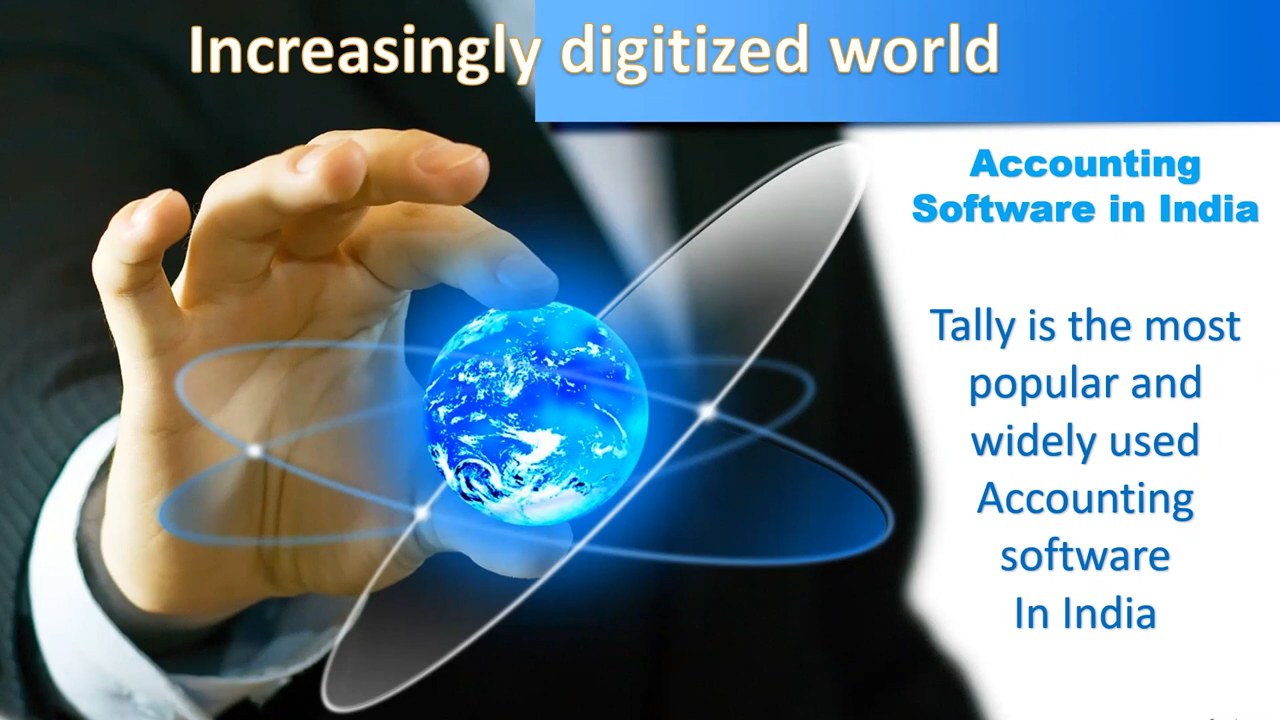 Increasingly digitized world
Accounting
Software in India
Tally is the most
popular and
widely used
Accounting
software
In India